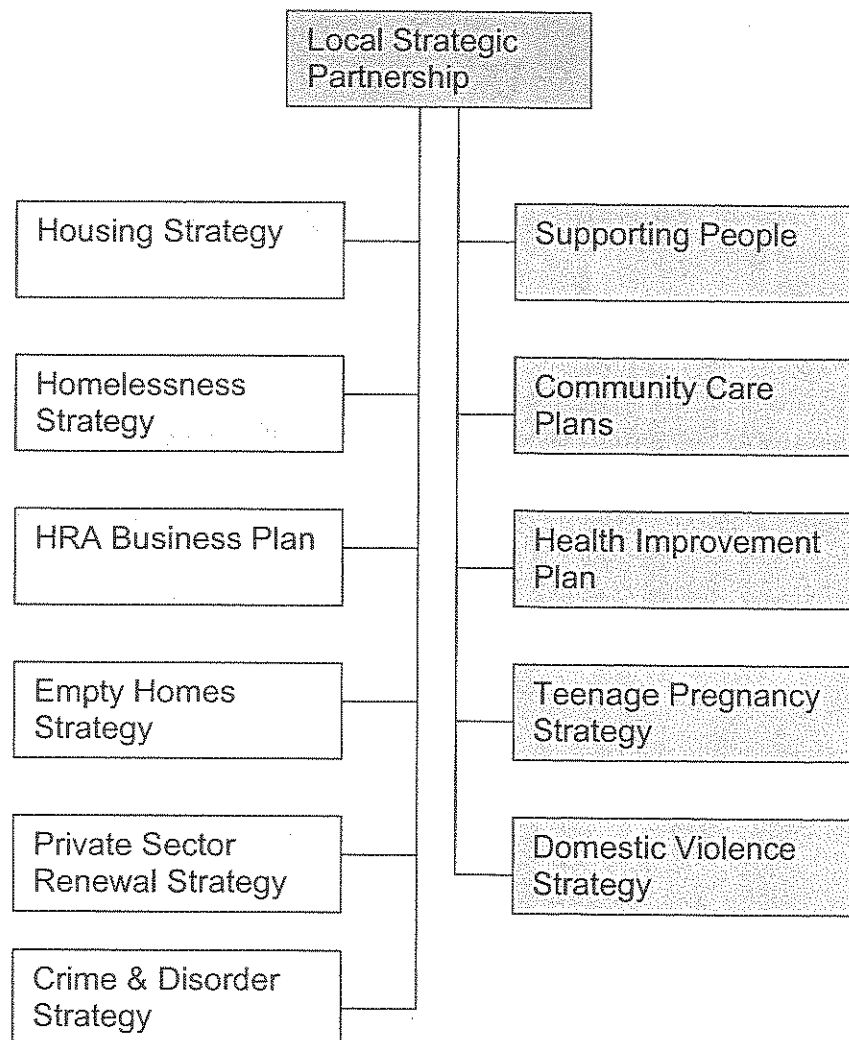 Local Strategic
Partnership
Housing Strategy
Supporting People
Homelessness
Strategy
Community Care
Plans
HRA Business Plan
Health Improvement
Plan
Empty Homes
Strategy
Teenage Pregnancy
Strategy
Private Sector
Renewal Strategy
Domestic Violence
Strategy
Crime & Disorder
Strategy